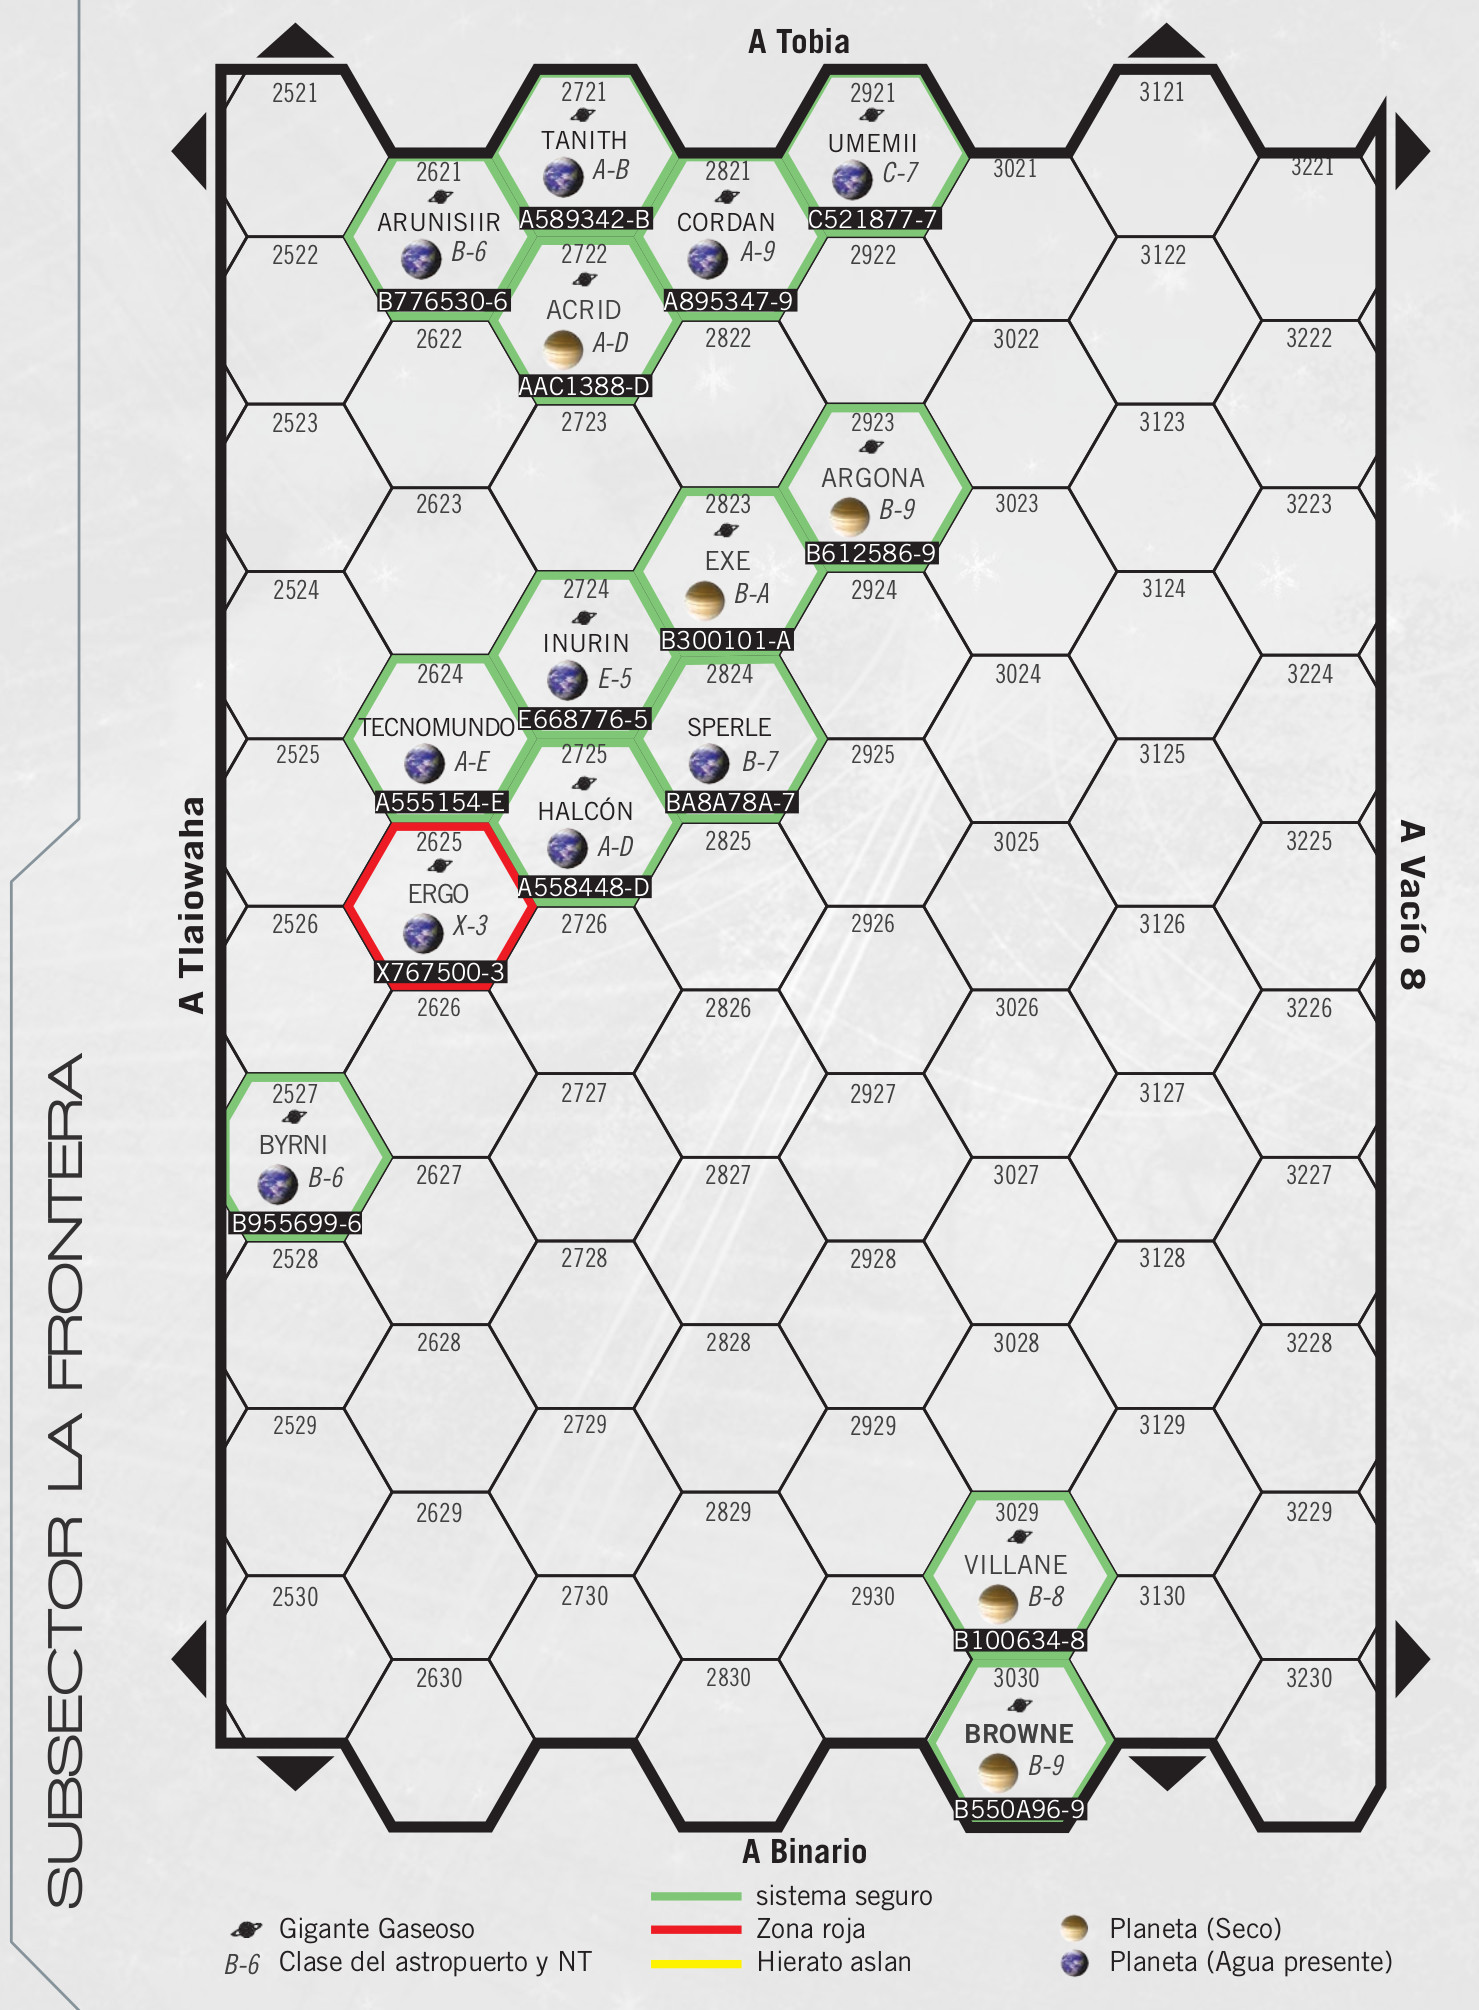 A Tobia
2521
2721
TANITH
A-B
A589342-B
2921
UMEMII
C-7
C521877-7
3121
2621
ARUNISIIR
B-6
B776530-6
2821
CORDAN
A-9
A895347-9
3021
3221
2522
2722
ACRID
A-D
AAC1388-D
2922
3122
2622
2822
3022
3222
2523
2723
2923
ARGONA
B-9
B612586-9
3123
2623
2823
EXE
B-A
B300101-A
3023
3223
2524
2724
INURIN
E-5
E668776-5
2924
3124
2624
TECNOMUNDO
A-E
A555154-E
2824
SPERLE
B-7
BA8A78A-7
3024
3224
2525
2725
HALCÓN
A-D
A558448-D
2925
3125
2625
ERGO
X-3
X767500-3
2825
3025
3225
2526
2726
2926
3126
2626
2826
3026
3226
2527
BYRNI
B-6
B955699-6
2727
2927
3127
2627
2827
3027
3227
2528
2728
2928
3128
2628
2828
3028
3228
2529
2729
2929
3129
2629
2829
3029
VILLANE
B-8
B100634-8
3229
2530
2730
2930
3130
2630
2830
3030
BROWNE
B-9
B550A96-9
3230
A Tlaiowaha
A Vacío 8
SUBSECTOR LA FRONTERA
A Binario
Gigante Gaseoso
B-6 Clase del astropuerto y NT
sistema seguro
Zona roja
Hierato aslan
Planeta (Seco)
Planeta (Agua presente)